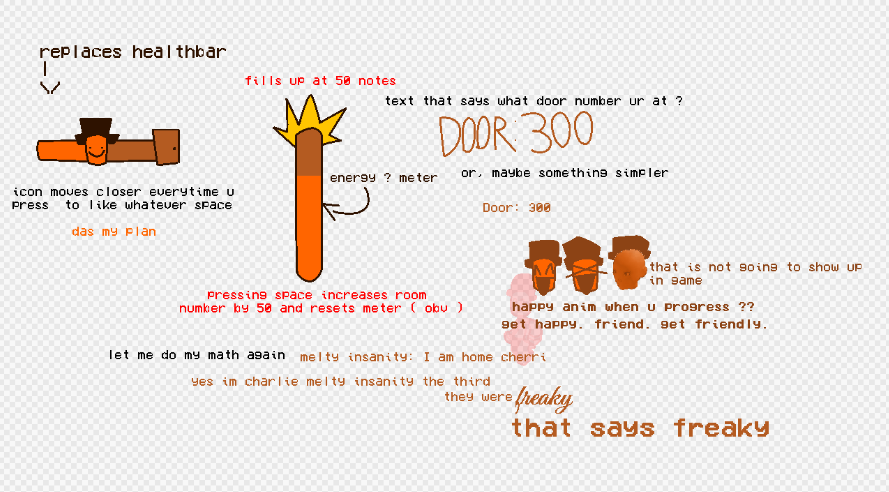 replaces healthbar
fills up at 50 notes
text that says what door number ur at ?
DOOR: 300
energy ? meter
or, maybe something simpler
icon moves closer everytime u
press  to like whatever space
Door: 300
das my plan
that is not going to show up
in game
pressing space increases room
number by 50 and resets meter ( obv )
happy anim when u progress ??
get happy. friend. get friendly.
let me do my math again
melty insanity: I am home cherri
yes im charlie melty insanity the third
they were freaky
that says freaky